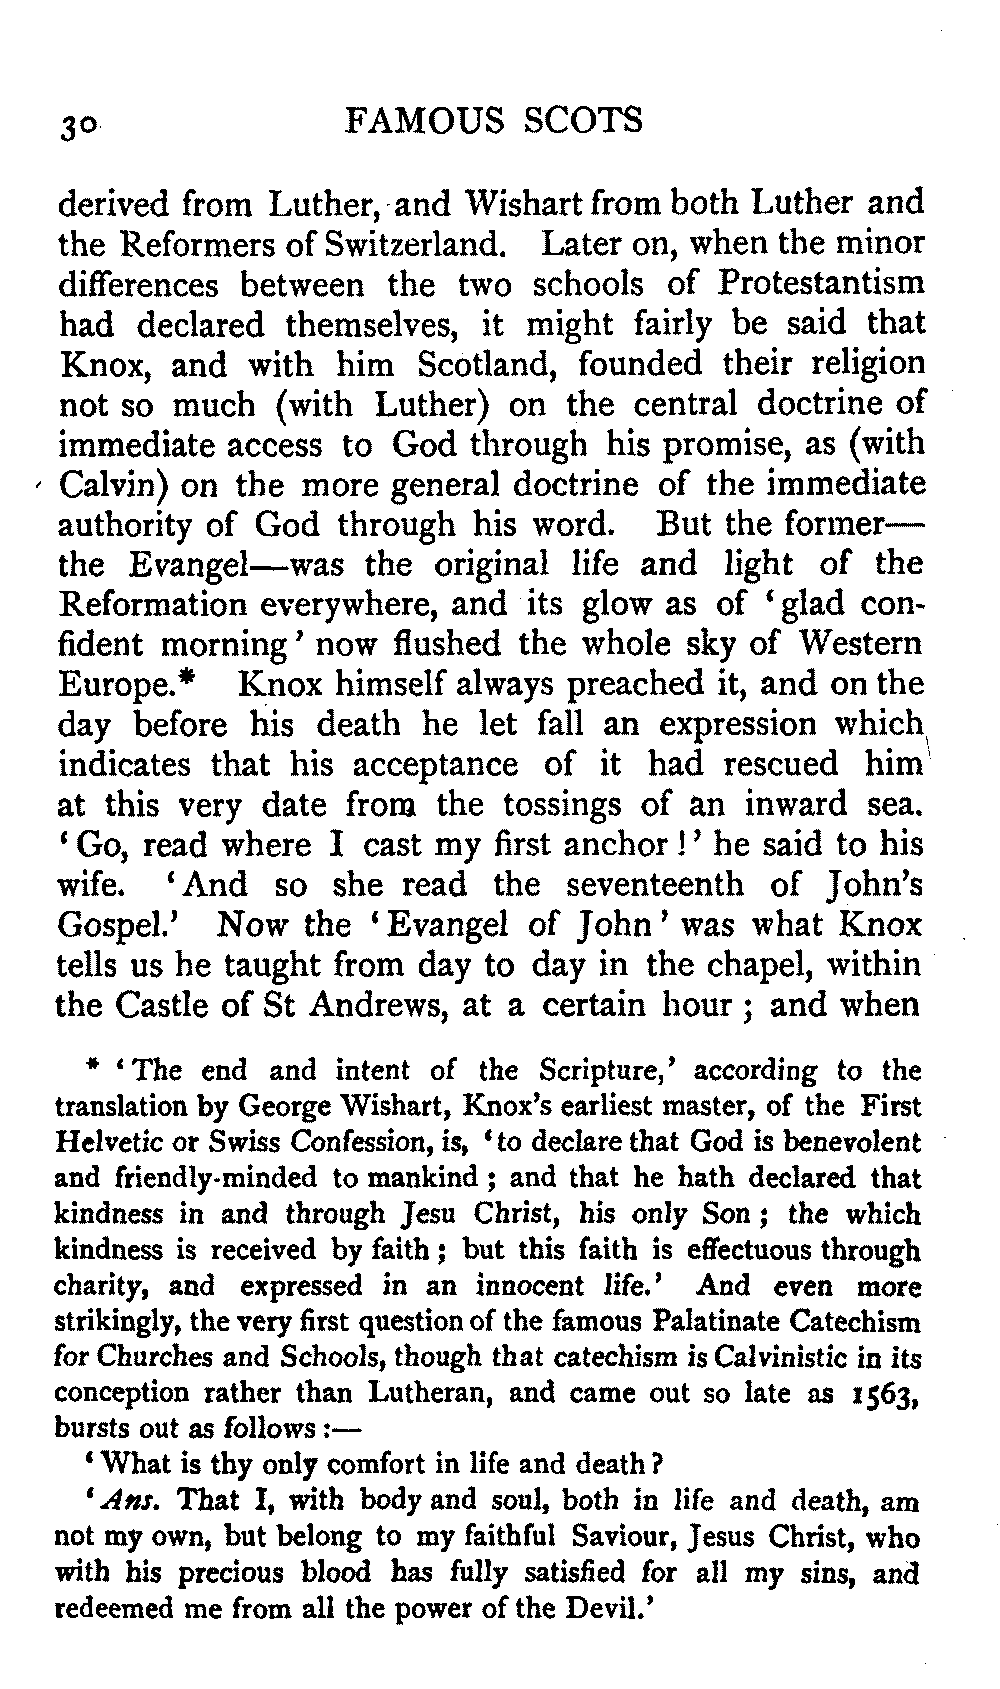 30 FAMOUS SCOTS
derived from Luther, and Wishart from both Luther and
the Reformers of Switzerland. Later on, when the minor
differences between the two schools of Protestantism
had declared themselves, it might fairly be said that
Knox, and with him Scotland, founded their religion
not so much (with Luther) on the central doctrine of
immediate access to God through his promise, as (with
Calvin) on the more general doctrine of the immediate
authority of God through his word. But the former—
the Evangel—was the original life and light of the
Reformation everywhere, and its glow as of ‘glad con-
fident morning’ now flushed the whole sky of Western
Europe.* Knox himself always preached it, and on the
day before his death he let fall an expression which
indicates that his acceptance of it had rescued him
at this very date from the tossings of an inward sea.
‘Go, read where I cast my first anchor!’ he said to his
wife. ‘And so she read the seventeenth of John’s
Gospel.’ Now the ‘Evangel of John’ was what Knox
tells us he taught from day to day in the chapel, within
the Castle of St Andrews, at a certain hour; and when
* ‘The end and intent of the Scripture,’ according to the
translation by George Wishart, Knox’s earliest master, of the First
Helvetic or Swiss Confession, is, ‘to declare that God is benevolent
and friendly-minded to mankind; and that he hath declared that
kindness in and through Jesu Christ, his only Son; the which
kindness is received by faith; but this faith is effectuous through
charity, and expressed in an innocent life.’ And even more
strikingly, the very first question of the famous Palatinate Catechism
for Churches and Schools, though that catechism is Calvinistic in its
conception rather than Lutheran, and came out so late as 1563,
bursts out as follows:—
‘What is thy only comfort in life and death?
‘Ans. That I, with body and soul, both in life and death, am
not my own, but belong to my faithful Saviour, Jesus Christ, who
with his precious blood has fully satisfied for all my sins, and
redeemed me from all the power of the Devil.’